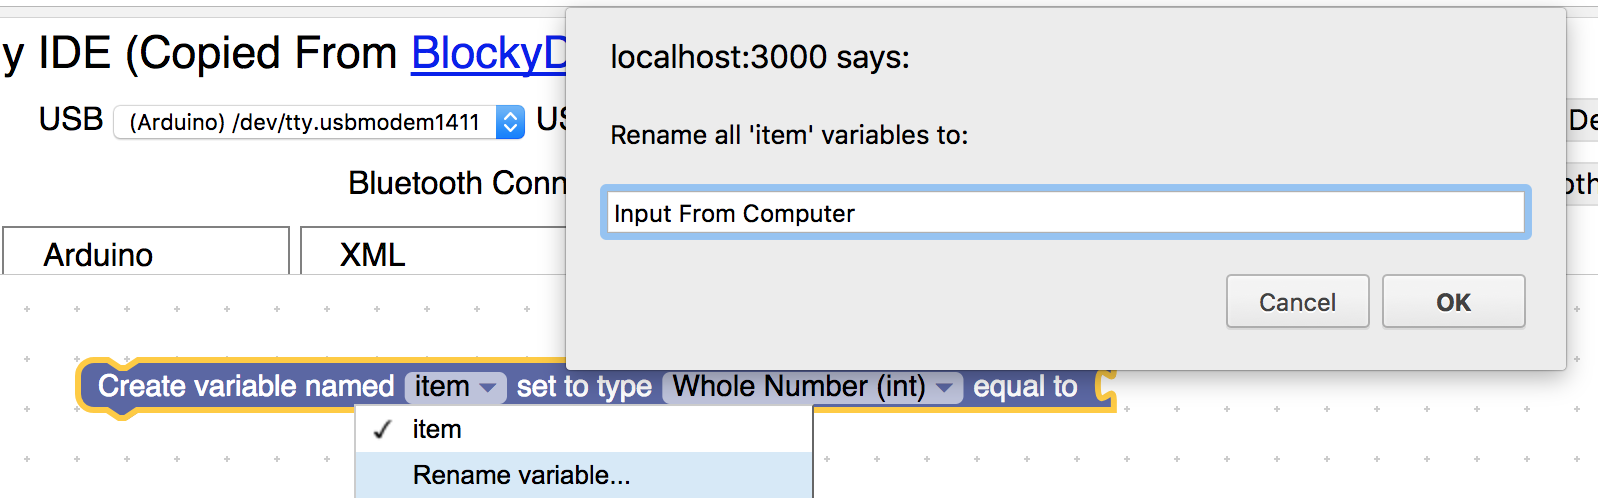 y IDE (Copied From BlockyD
localhost:3000 says:
USB (Arduino) /dev/tty.usbmodem1411 US
De
Rename all 'item' variables to:
Bluetooth Conn
oth
Input From Computer
Arduino XML
Cancel OK
Create variable named item set to type Whole Number (int) equal to
✓ item
Rename variable...